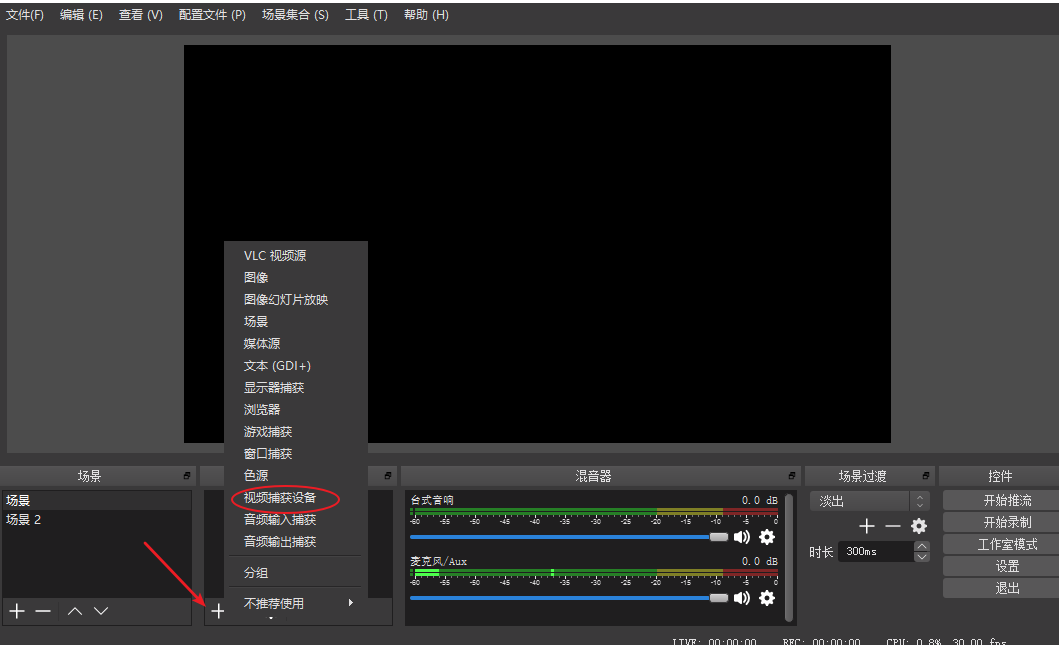 文件(F) 编辑 (E) 查看 (V) 配置文件 (P) 场景集合 (S) 工具 (T) 帮助 (H)
VLC 视频源
图像
图像幻灯片放映
场景
媒体源
文本 (GDI+)
显示器捕获
浏览器
游戏捕获
窗口捕获
色源
视频捕获设备
音频输入捕获
音频输出捕获
分组
不推荐使用
场景
场景
场景 2
混音器
台式音响 0.0 dB
-60 -55 -50 -45 -40 -35 -30 -25 -20 -15 -10 -5 0
麦克风/Aux 0.0 dB
-60 -55 -50 -45 -40 -35 -30 -25 -20 -15 -10 -5 0
场景过渡
淡出
时长 300ms
控件
开始推流
开始录制
工作室模式
设置
退出
LIVE: 00:00:00 REC: 00:00:00 CPU: 0.8%, 30.00 fps